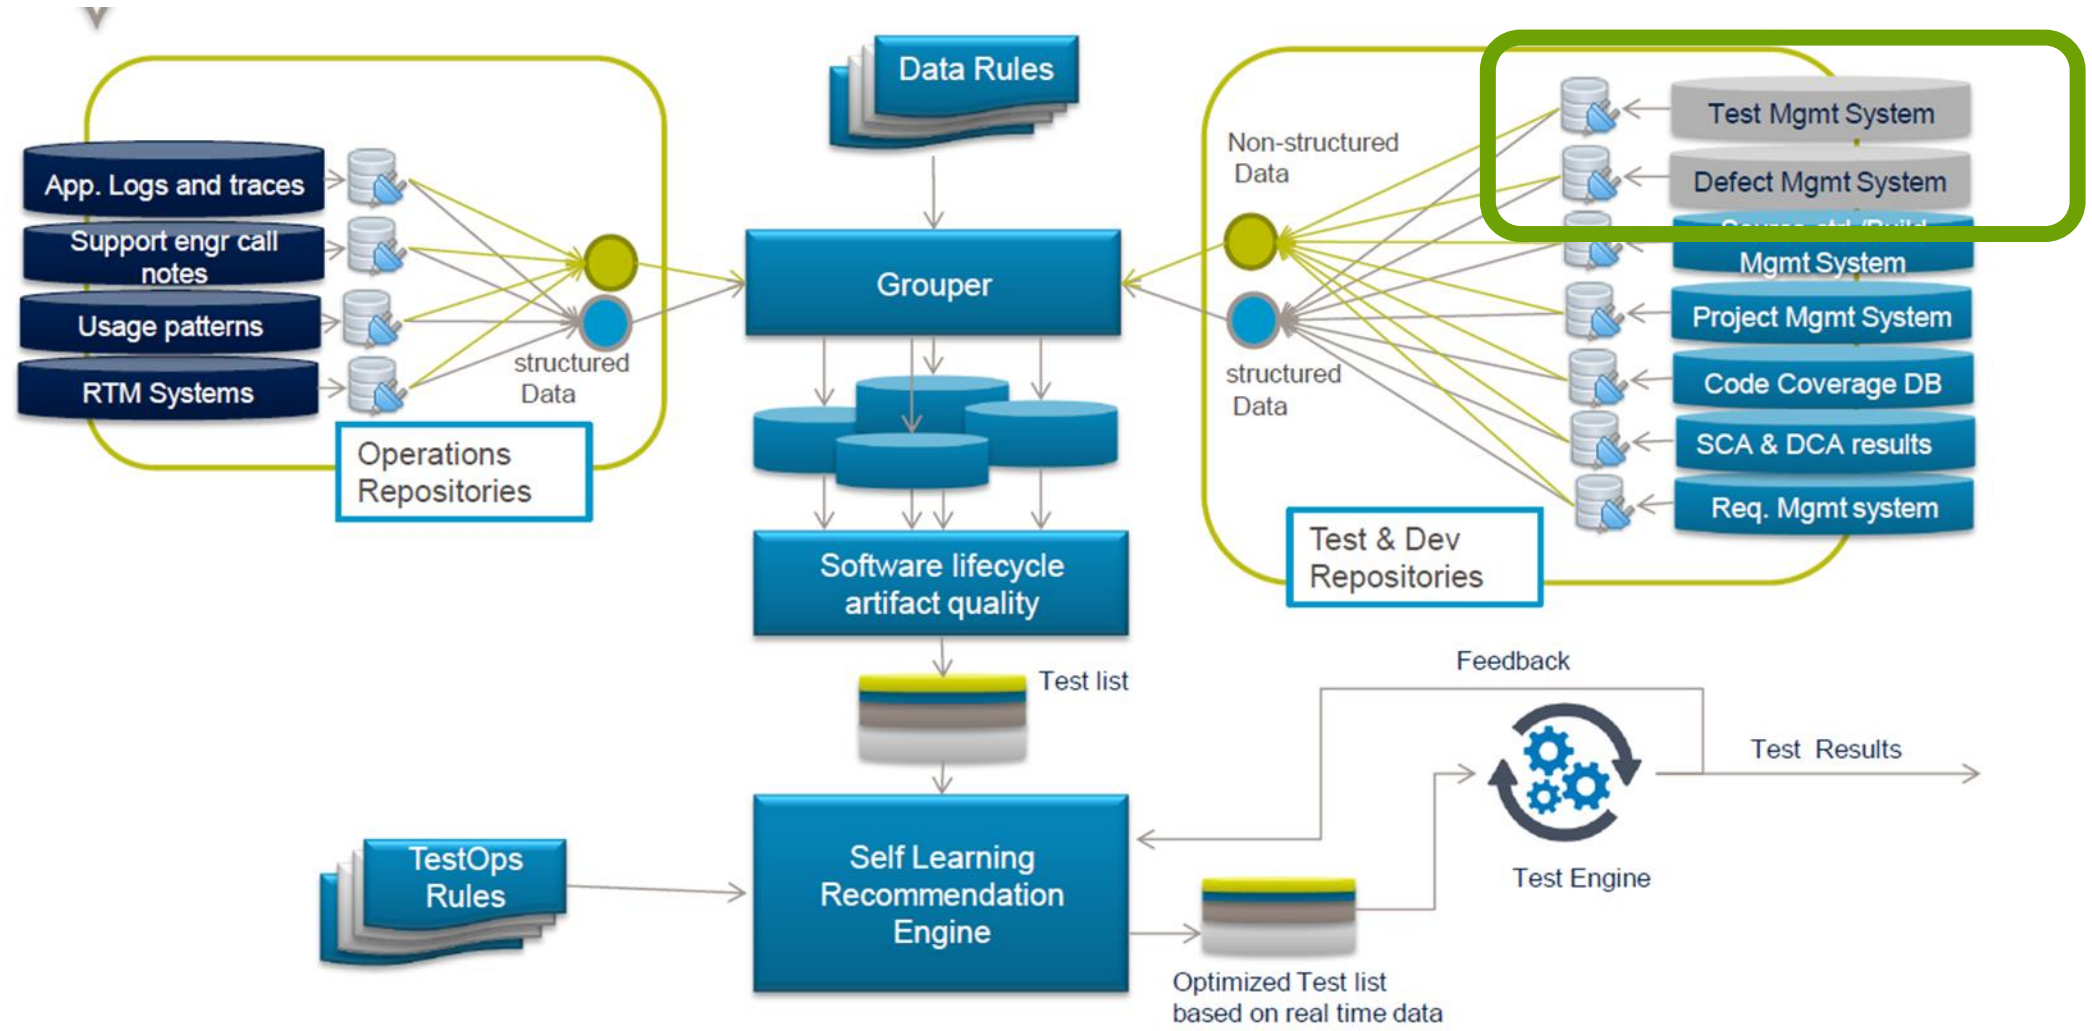 Data Rules
App. Logs and traces
Support engr call
notes
Usage patterns
RTM Systems
structured
Data
Operations
Repositories
Grouper
Non-structured
Data
structured
Data
Test Mgmt System
Defect Mgmt System
Mgmt System
Project Mgmt System
Code Coverage DB
SCA & DCA results
Req. Mgmt system
Test & Dev
Repositories
Software lifecycle
artifact quality
Test list
Feedback
Test Results
Test Engine
TestOps
Rules
Self Learning
Recommendation
Engine
Optimized Test list
based on real time data